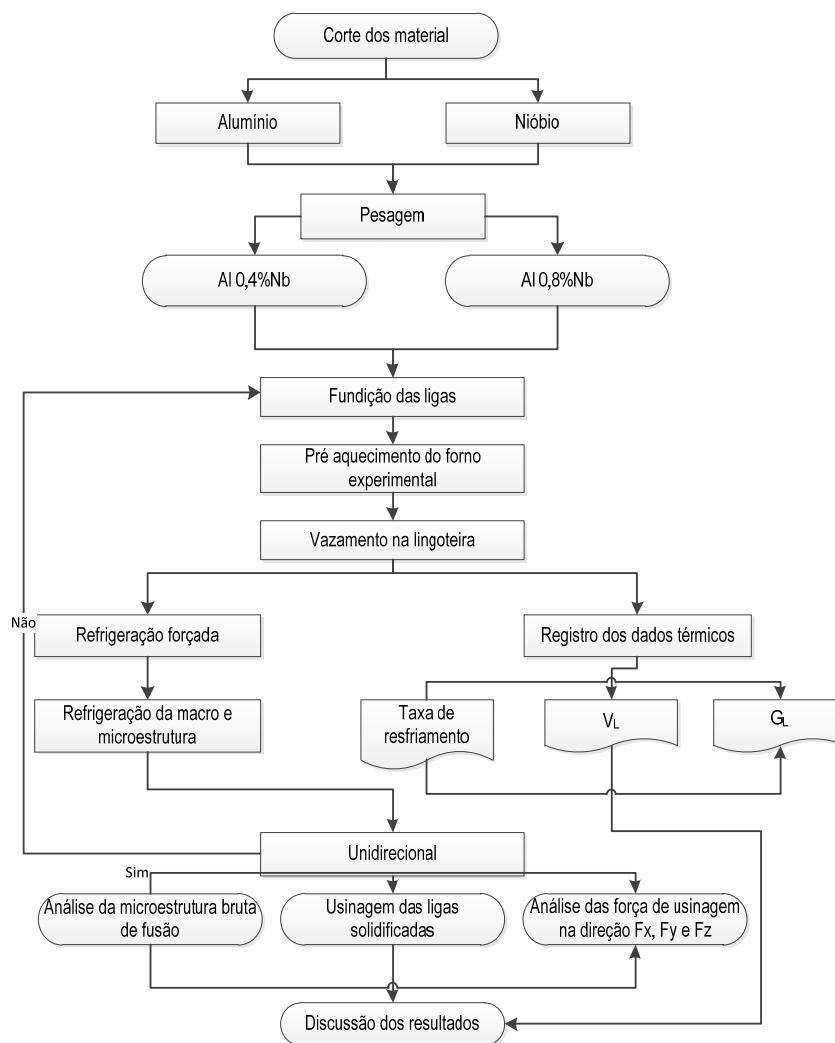 Corte dos material
Alumínio
Nióbio
Pesagem
Al 0,4%Nb
Al 0,8%Nb
Fundição das ligas
Pré aquecimento do forno
experimental
Vazamento na lingoteira
Não
Refrigeração forçada
Registro dos dados térmicos
Refrigeração da macro e
microestrutura
Taxa de
resfriamento
VL
GL
Unidirecional
Sim
Análise da microestrutura bruta
de fusão
Usinagem das ligas
solidificadas
Análise das força de usinagem
na direção Fx, Fy e Fz
Discussão dos resultados